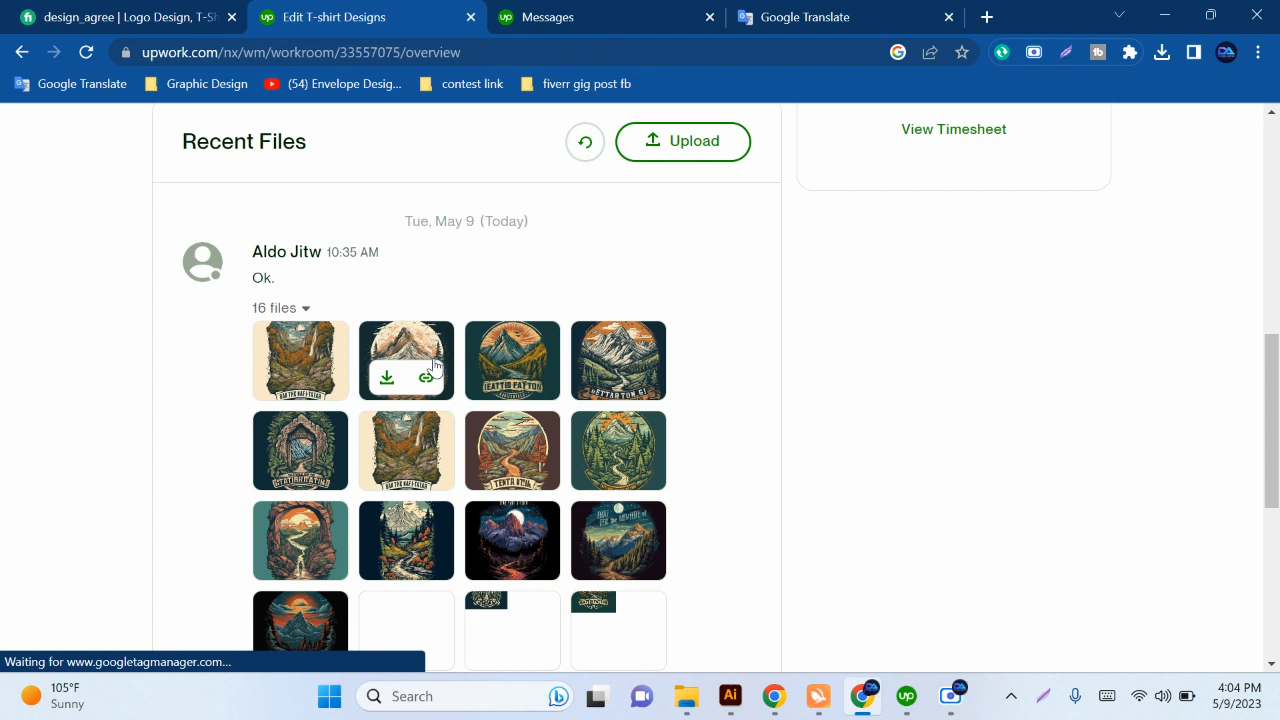 design_agree | Logo Design, T-Sh
Edit T-shirt Designs
Messages
Google Translate
upwork.com/nx/wm/workroom/33557075/overview
Google Translate
Graphic Design
(54) Envelope Desig...
contest link
fiverr gig post fb
Recent Files
Upload
View Timesheet
Tue, May 9 (Today)
Aldo Jitw 10:35 AM
Ok.
16 files
Waiting for www.googletagmanager.com...
105°F
Sunny
Search
4:04 PM
5/9/2023